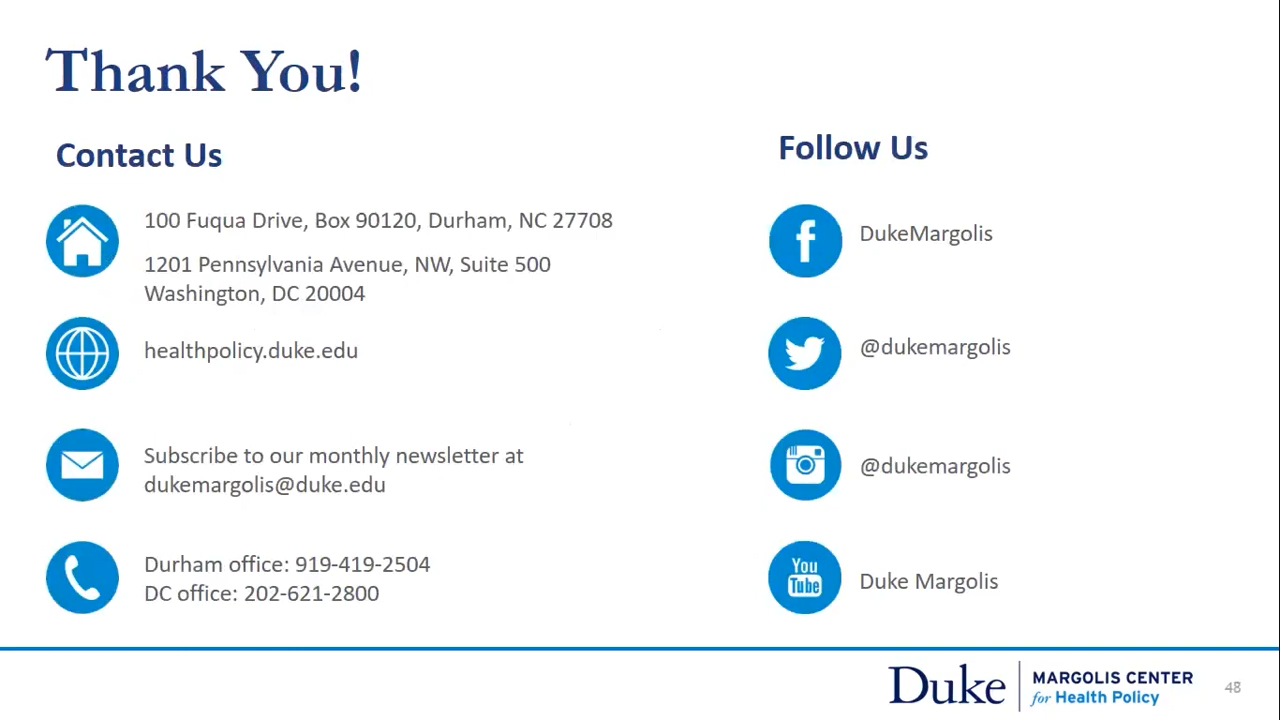 Thank You!
Contact Us
100 Fuqua Drive, Box 90120, Durham, NC 27708
1201 Pennsylvania Avenue, NW, Suite 500
Washington, DC 20004
healthpolicy.duke.edu
Subscribe to our monthly newsletter at
dukemargolis@duke.edu
Durham office: 919-419-2504
DC office: 202-621-2800
Follow Us
f
DukeMargolis
@dukemargolis
@dukemargolis
You
Tube
Duke Margolis
Duke
MARGOLIS CENTER
for Health Policy
48